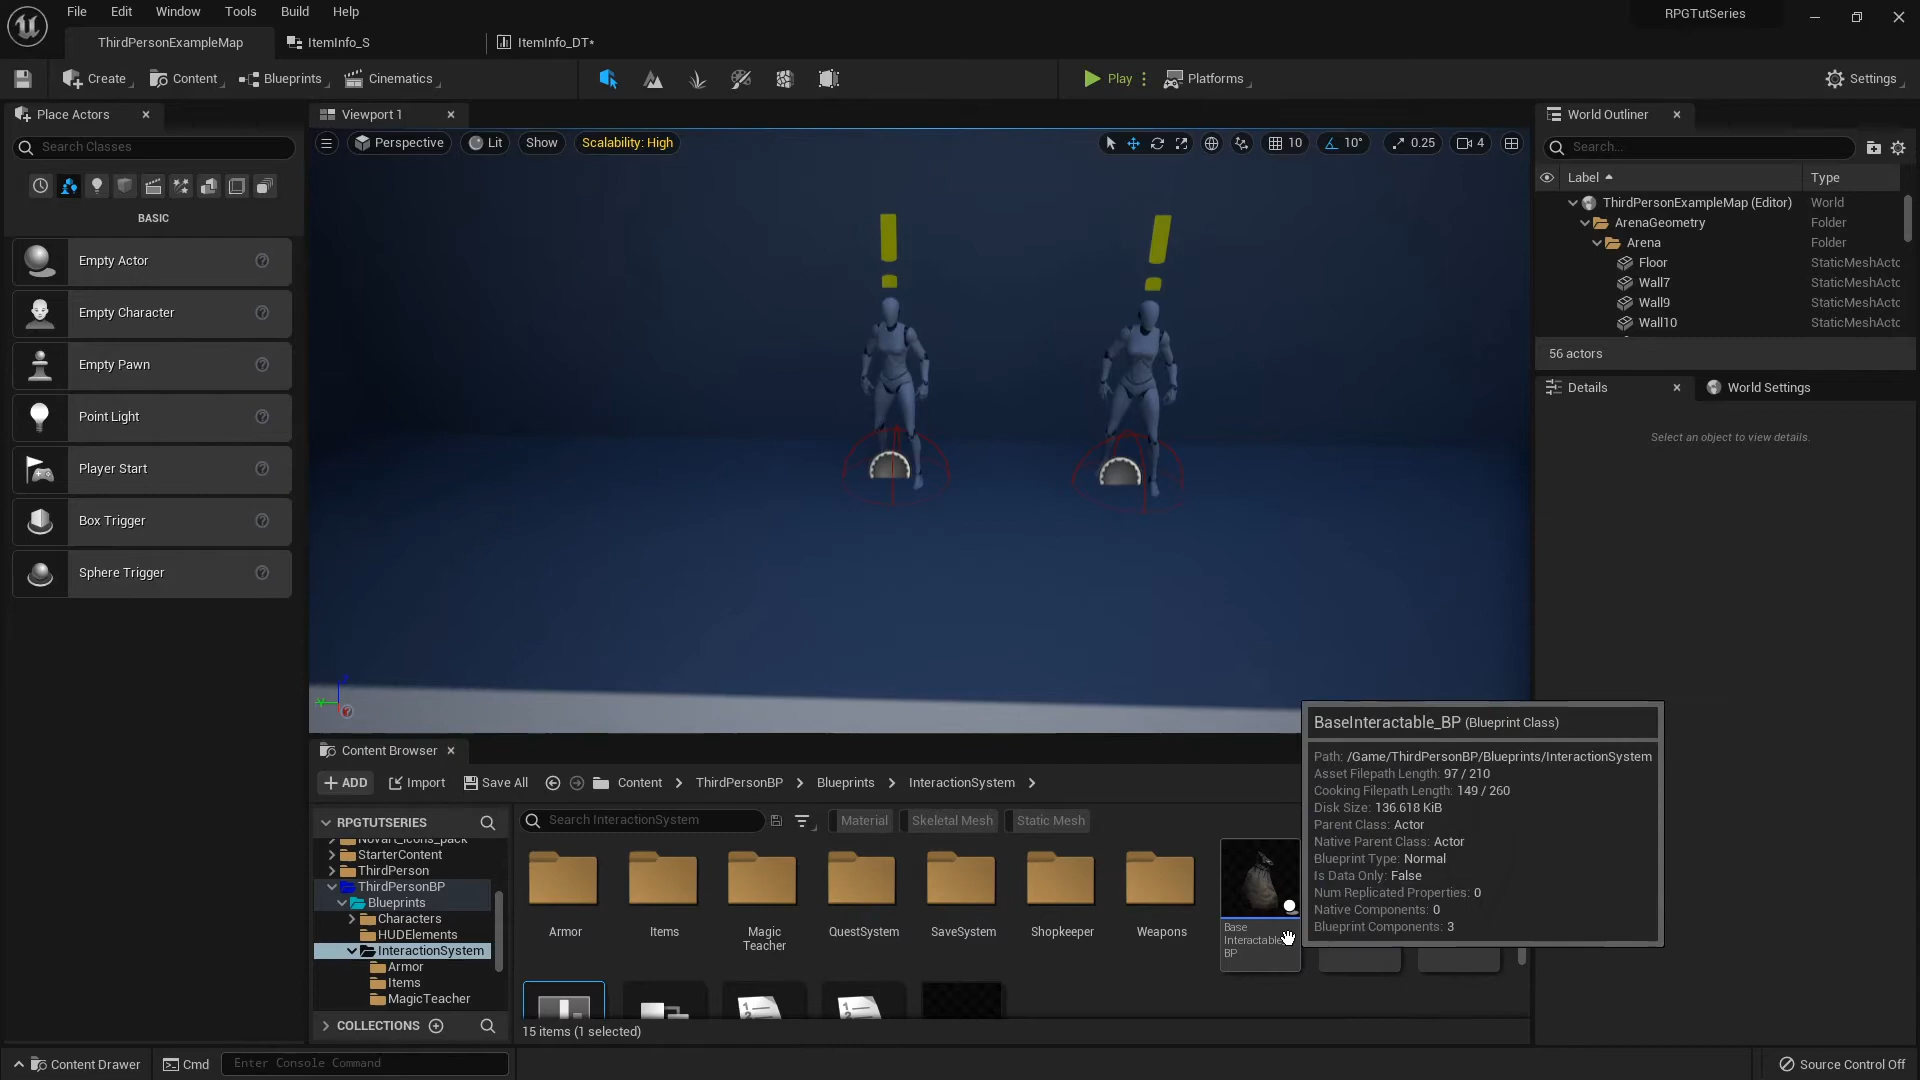 File Edit Window Tools Build Help
RPGTutSeries
ThirdPersonExampleMap ItemInfo_S ItemInfo_DT*
Create Content Blueprints Cinematics Play Platforms Settings
Place Actors
Search Classes
BASIC
Empty Actor
Empty Character
Empty Pawn
Point Light
Player Start
Box Trigger
Sphere Trigger
Viewport 1
Perspective Lit Show Scalability: High 10 10° 0.25 4
World Outliner
Search...
Label Type
ThirdPersonExampleMap (Editor) World
ArenaGeometry Folder
Arena Folder
Floor StaticMeshActo
Wall7 StaticMeshActo
Wall9 StaticMeshActo
Wall10 StaticMeshActo
56 actors
Details World Settings
Select an object to view details.
Content Browser
ADD Import Save All Content ThirdPersonBP Blueprints InteractionSystem
RPGTUTSERIES
StarterContent
ThirdPerson
ThirdPersonBP
Blueprints
Characters
HUDElements
InteractionSystem
Armor
Items
MagicTeacher
COLLECTIONS
Search InteractionSystem Material Skeletal Mesh Static Mesh
Armor
Items
Magic
Teacher
QuestSystem
SaveSystem
Shopkeeper
Weapons
Base
Interactable
BP
15 items (1 selected)
BaseInteractable_BP (Blueprint Class)
Path: /Game/ThirdPersonBP/Blueprints/InteractionSystem
Asset Filepath Length: 97 / 210
Cooking Filepath Length: 149 / 260
Disk Size: 136.618 KiB
Parent Class: Actor
Native Parent Class: Actor
Blueprint Type: Normal
Is Data Only: False
Num Replicated Properties: 0
Native Components: 0
Blueprint Components: 3
Content Drawer Cmd Enter Console Command Source Control Off